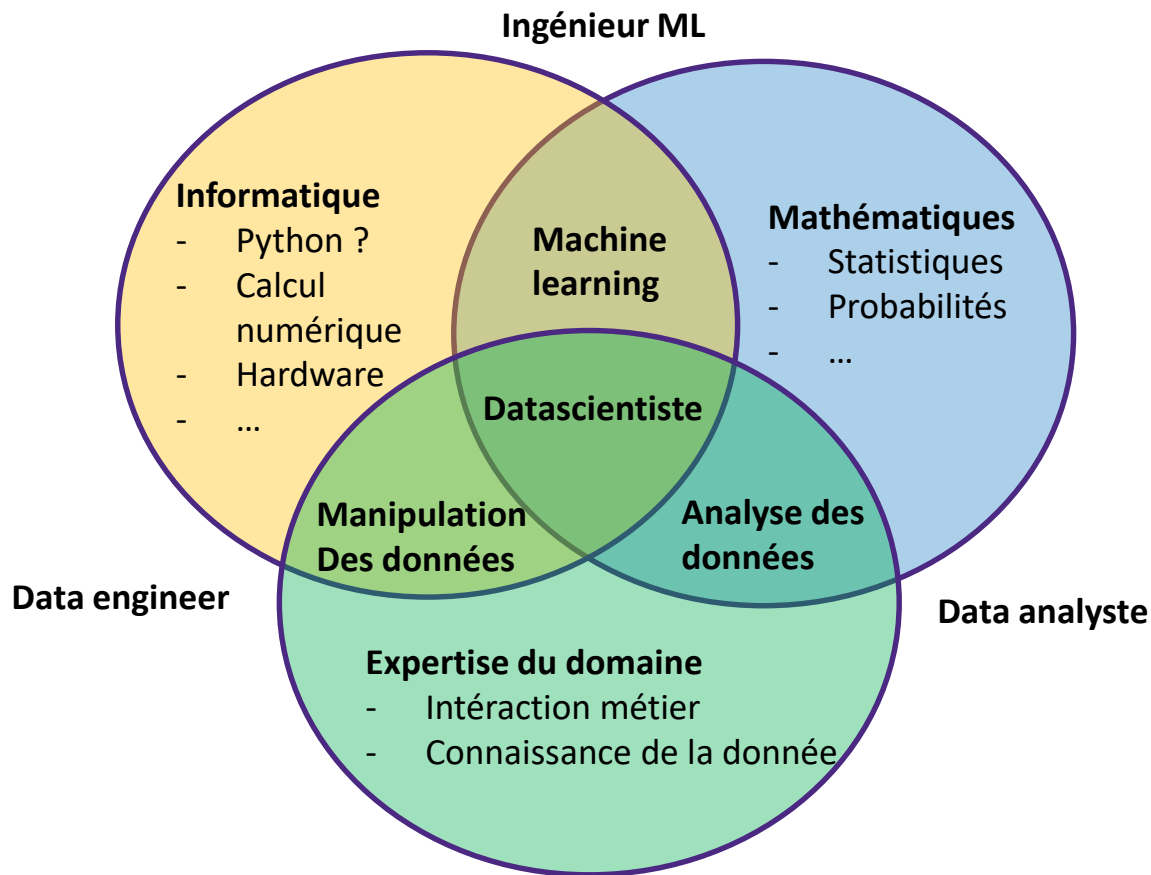 Ingénieur ML
Informatique
- Python ?
- Calcul
numérique
- Hardware
- ...
Machine
learning
Mathématiques
- Statistiques
- Probabilités
- ...
Datascientiste
Manipulation
Des données
Analyse des
données
Data engineer
Data analyste
Expertise du domaine
- Intéraction métier
- Connaissance de la donnée